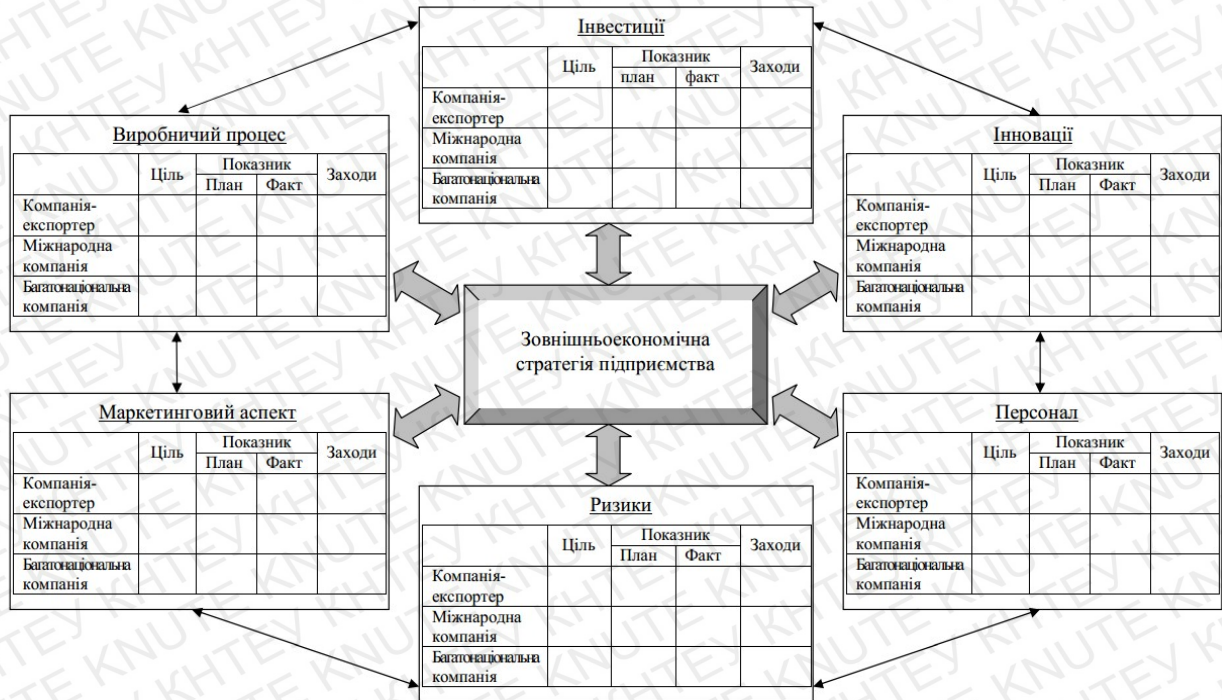 Інвестиції
Ціль Показник Заходи
план факт
Компанія-
експортер
Міжнародна
компанія
Багатонаціональна
компанія
Виробничий процес
Ціль Показник Заходи
План Факт
Компанія-
експортер
Міжнародна
компанія
Багатонаціональна
компанія
Інновації
Ціль Показник Заходи
План Факт
Компанія-
експортер
Міжнародна
компанія
Багатонаціональна
компанія
Зовнішньоекономічна
стратегія підприємства
Маркетинговий аспект
Ціль Показник Заходи
План Факт
Компанія-
експортер
Міжнародна
компанія
Багатонаціональна
компанія
Персонал
Ціль Показник Заходи
План Факт
Компанія-
експортер
Міжнародна
компанія
Багатонаціональна
компанія
Ризики
Ціль Показник Заходи
План Факт
Компанія-
експортер
Міжнародна
компанія
Багатонаціональна
компанія
КНТЕУ KNUTE